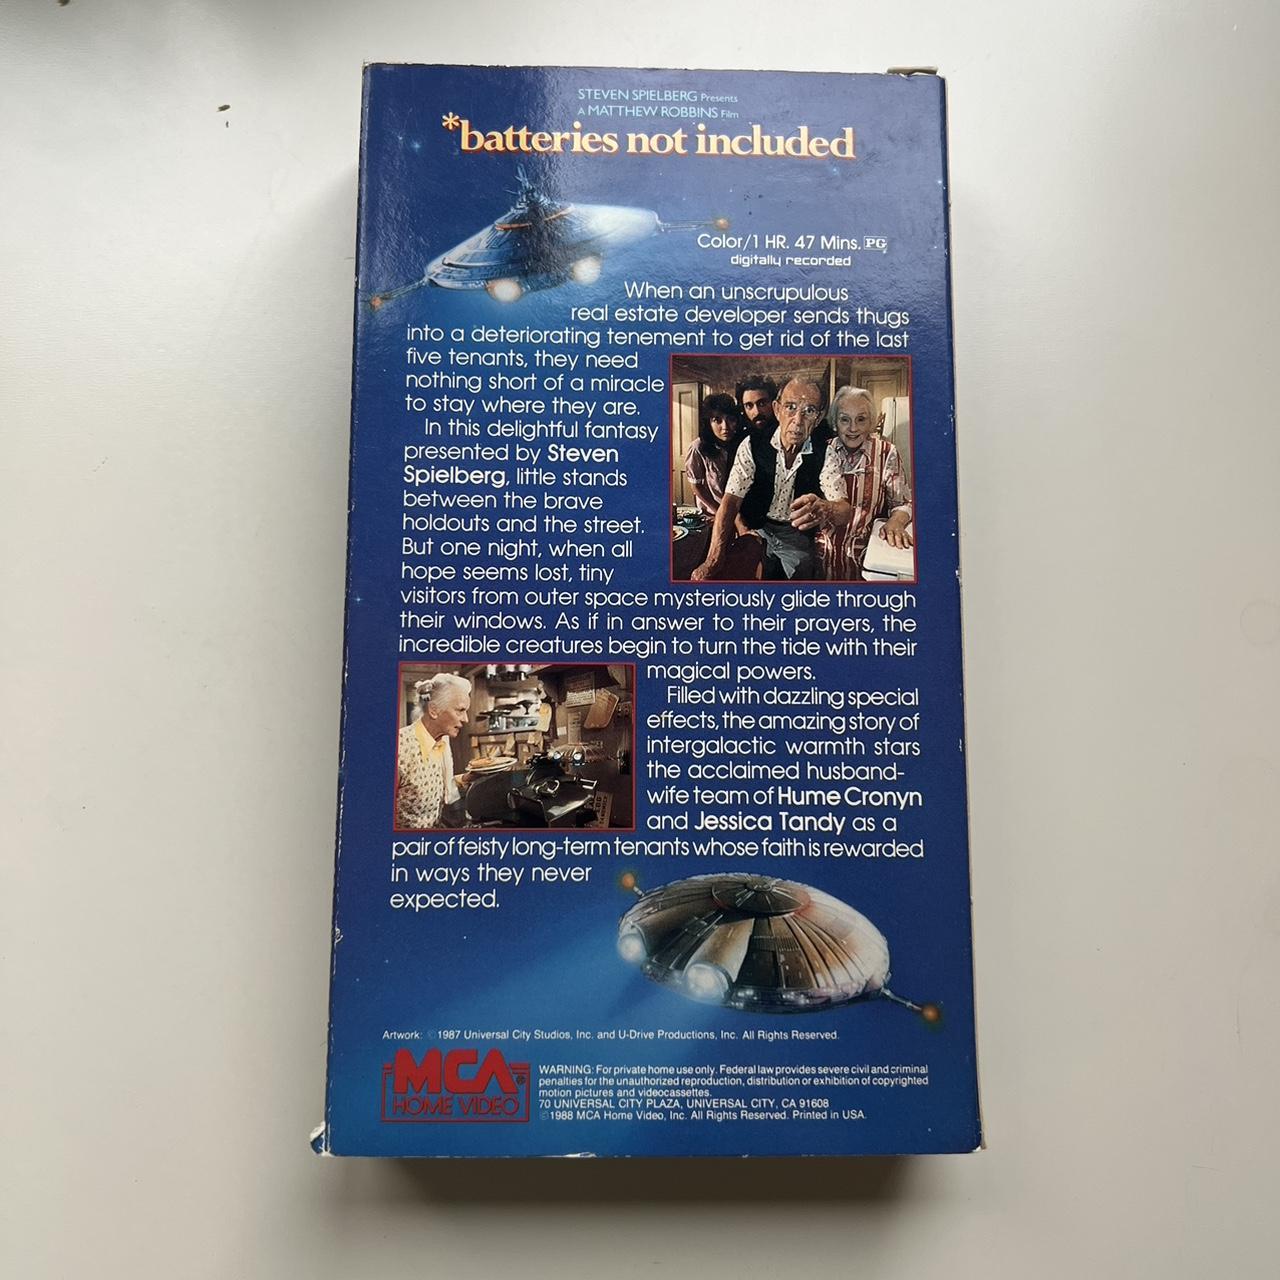 STEVEN SPIELBERG Presents
A MATTHEW ROBBINS Film
*batteries not included
Color/1 HR. 47 Mins. PG
digitally recorded
When an unscrupulous
real estate developer sends thugs
into a deteriorating tenement to get rid of the last
five tenants, they need
nothing short of a miracle
to stay where they are.
In this delightful fantasy
presented by Steven
Spielberg, little stands
between the brave
holdouts and the street.
But one night, when all
hope seems lost, tiny
visitors from outer space mysteriously glide through
their windows. As if in answer to their prayers, the
incredible creatures begin to turn the tide with their
magical powers.
Filled with dazzling special
effects, the amazing story of
intergalactic warmth stars
the acclaimed husband-
wife team of Hume Cronyn
and Jessica Tandy as a
pair of feisty long-term tenants whose faith is rewarded
in ways they never
expected.
Artwork: ©1987 Universal City Studios, Inc. and U-Drive Productions, Inc. All Rights Reserved.
MCA®
HOME VIDEO
WARNING: For private home use only. Federal law provides severe civil and criminal
penalties for the unauthorized reproduction, distribution or exhibition of copyrighted
motion pictures and videocassettes.
70 UNIVERSAL CITY PLAZA, UNIVERSAL CITY, CA 91608
©1988 MCA Home Video, Inc. All Rights Reserved. Printed in USA.